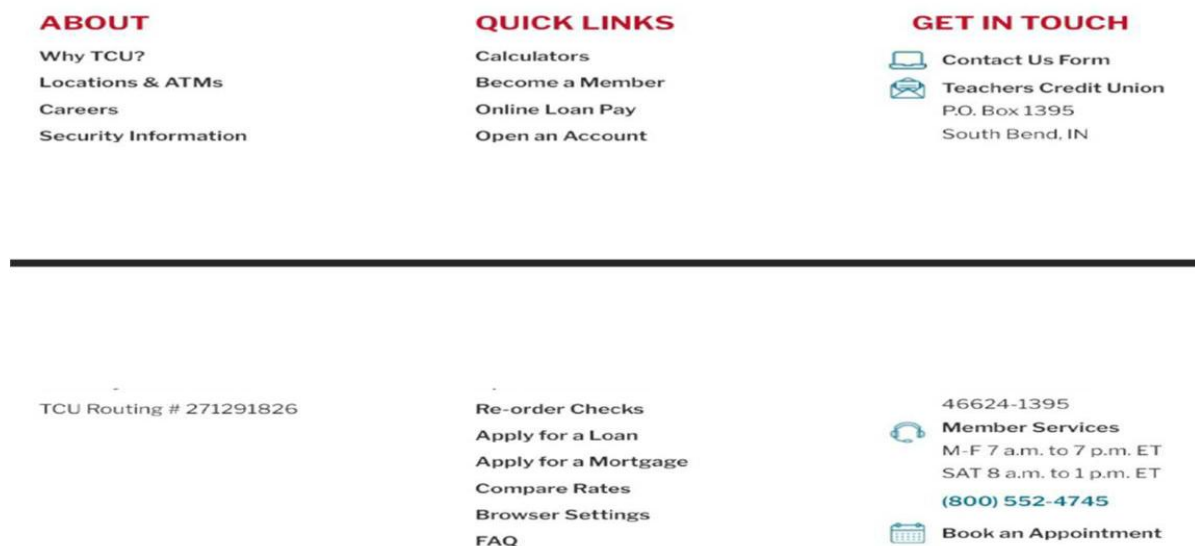 ABOUT
Why TCU?
Locations & ATMs
Careers
Security Information
QUICK LINKS
Calculators
Become a Member
Online Loan Pay
Open an Account
GET IN TOUCH
Contact Us Form
Teachers Credit Union
P.O. Box 1395
South Bend, IN
TCU Routing # 271291826
Re-order Checks
Apply for a Loan
Apply for a Mortgage
Compare Rates
Browser Settings
FAQ
46624-1395
Member Services
M-F 7 a.m. to 7 p.m. ET
SAT 8 a.m. to 1 p.m. ET
(800) 552-4745
Book an Appointment